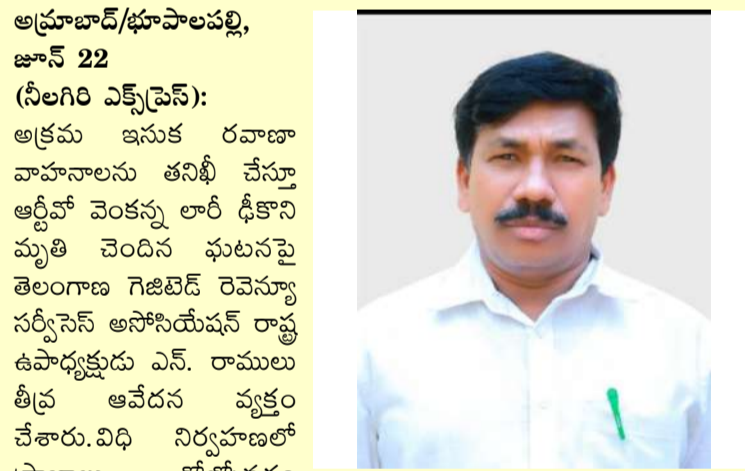 అమ్రాబాద్/భూపాలపల్లి,
జూన్ 22
(నీలగిరి ఎక్స్‌ప్రెస్):
అక్రమ ఇసుక రవాణా
వాహనాలను తనిఖీ చేస్తూ
ఆర్టీవో వెంకన్న లారీ ఢీకొని
మృతి చెందిన ఘటనపై
తెలంగాణ గెజిటెడ్ రెవెన్యూ
సర్వీసెస్ అసోసియేషన్ రాష్ట్ర
ఉపాధ్యక్షుడు ఎన్. రాములు
తీవ్ర ఆవేదన వ్యక్తం
చేశారు.విధి నిర్వహణలో